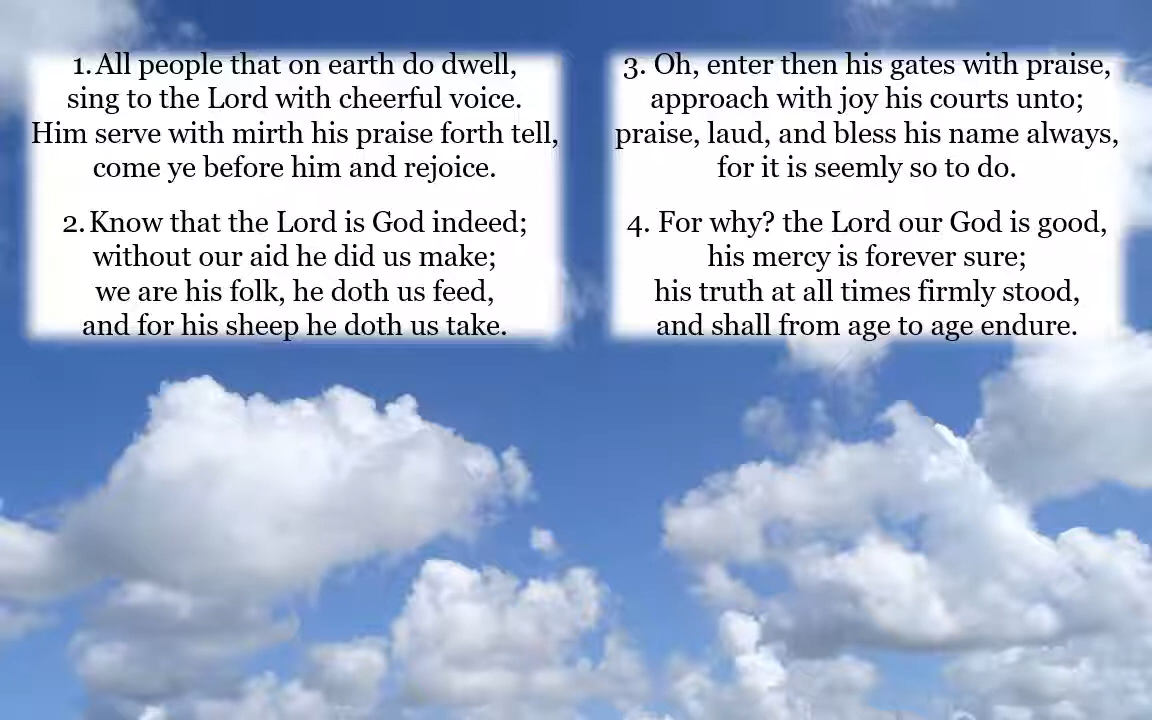 1. All people that on earth do dwell,
sing to the Lord with cheerful voice.
Him serve with mirth his praise forth tell,
come ye before him and rejoice.
2. Know that the Lord is God indeed;
without our aid he did us make;
we are his folk, he doth us feed,
and for his sheep he doth us take.
3. Oh, enter then his gates with praise,
approach with joy his courts unto;
praise, laud, and bless his name always,
for it is seemly so to do.
4. For why? the Lord our God is good,
his mercy is forever sure;
his truth at all times firmly stood,
and shall from age to age endure.